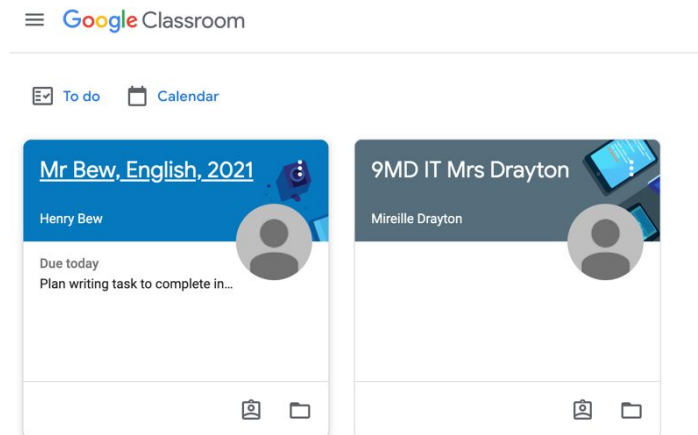 Google Classroom
To do Calendar
Mr Bew, English, 2021
Henry Bew
Due today
Plan writing task to complete in...
9MD IT Mrs Drayton
Mireille Drayton